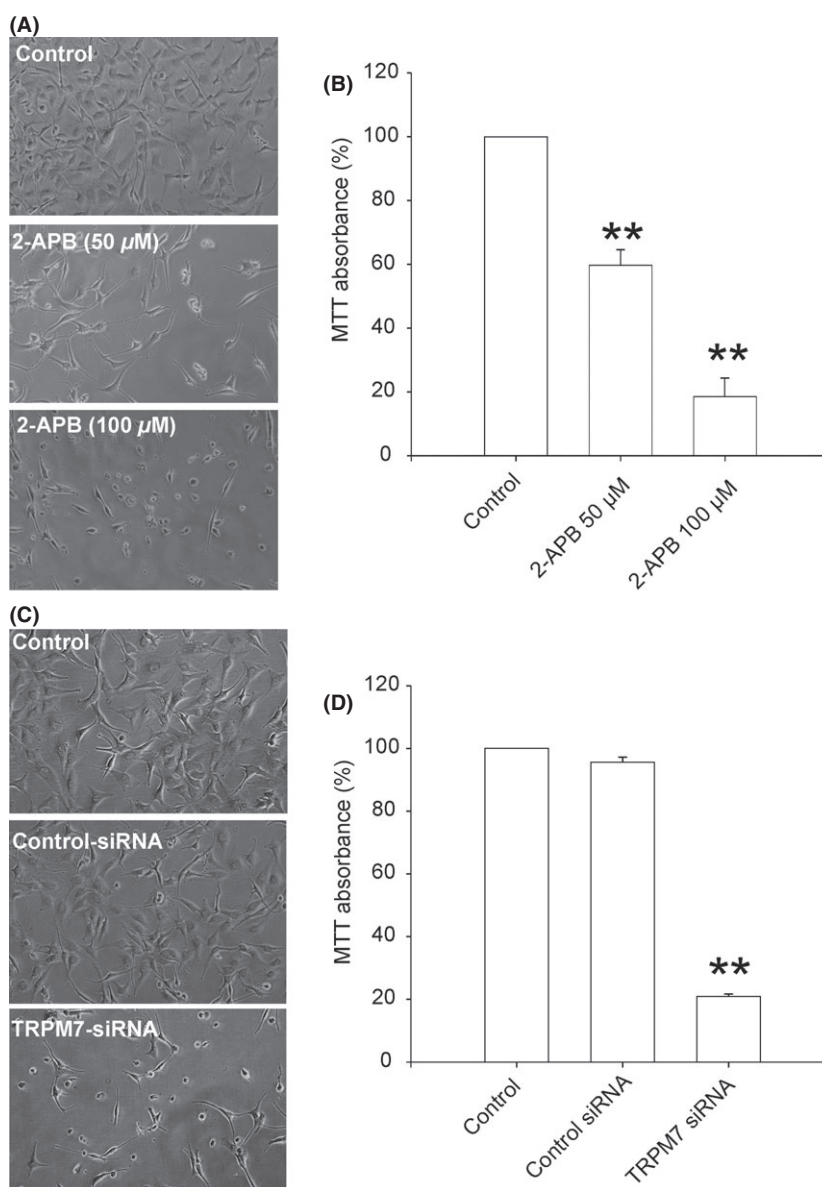 (A)
Control
2-APB (50 µM)
2-APB (100 µM)
(B)
MTT absorbance (%)
120
100
80
60
40
20
0
**
**
Control
2-APB 50 µM
2-APB 100 µM
(C)
Control
Control-siRNA
TRPM7-siRNA
(D)
MTT absorbance (%)
120
100
80
60
40
20
0
**
Control
Control siRNA
TRPM7 siRNA